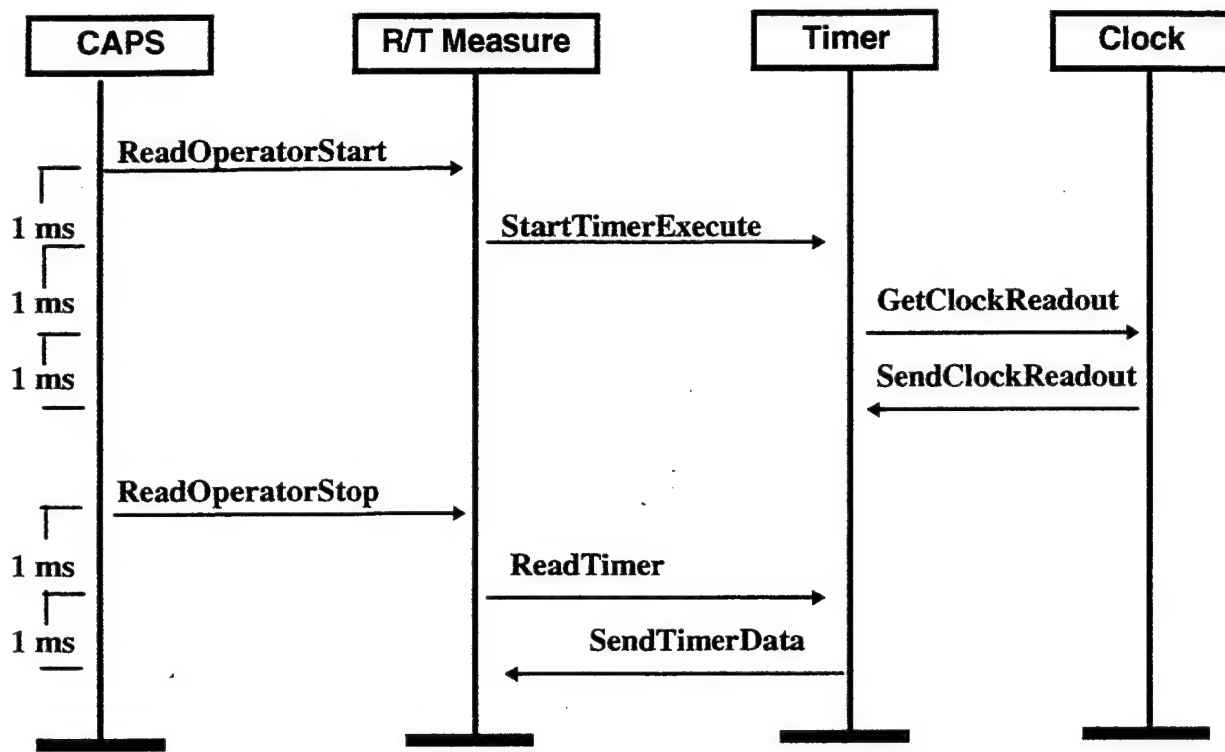 CAPS
R/T Measure
Timer
Clock
ReadOperatorStart
1 ms
StartTimerExecute
1 ms
GetClockReadout
1 ms
SendClockReadout
ReadOperatorStop
1 ms
ReadTimer
1 ms
SendTimerData